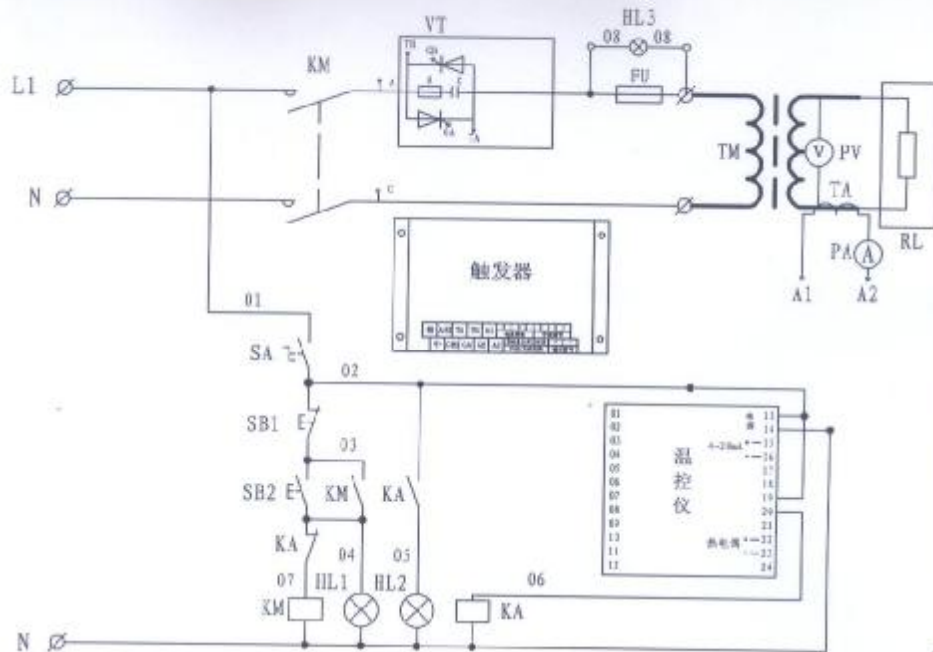 VT
HL3
08 08
KM
L1
FU
TM
V
PV
N
C
TA
PA
A
RL
触发器
A1
A2
01
SA
02
SB1
03
SB2
KM
KA
KA
04
05
07
HL1
HL2
06
KM
KA
N
温控仪
电源
4~20mA
热电偶
01
02
03
04
05
06
07
08
09
10
11
12
13
14
15
16
17
18
19
20
21
22
23
24